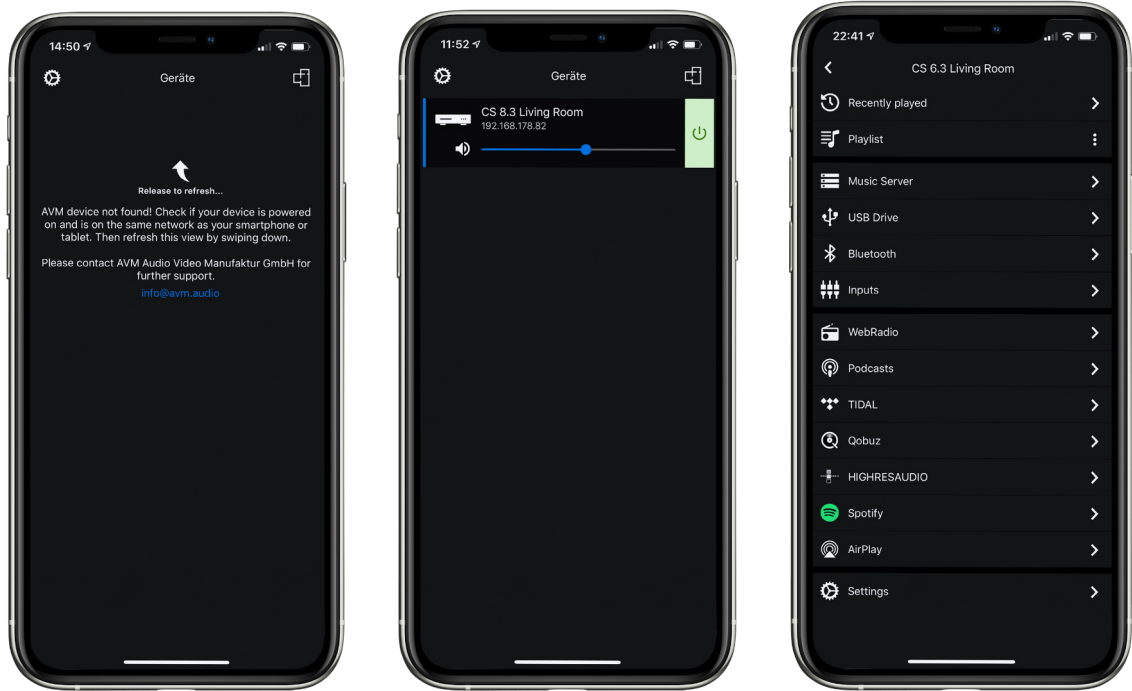 14:50
Geräte
Release to refresh...
AVM device not found! Check if your device is powered
on and is on the same network as your smartphone or
tablet. Then refresh this view by swiping down.
Please contact AVM Audio Video Manufaktur GmbH for
further support.
info@avm.audio
11:52
Geräte
CS 8.3 Living Room
192.168.178.82
22:41
CS 6.3 Living Room
Recently played
Playlist
Music Server
USB Drive
Bluetooth
Inputs
WebRadio
Podcasts
TIDAL
Qobuz
HIGHRESAUDIO
Spotify
AirPlay
Settings